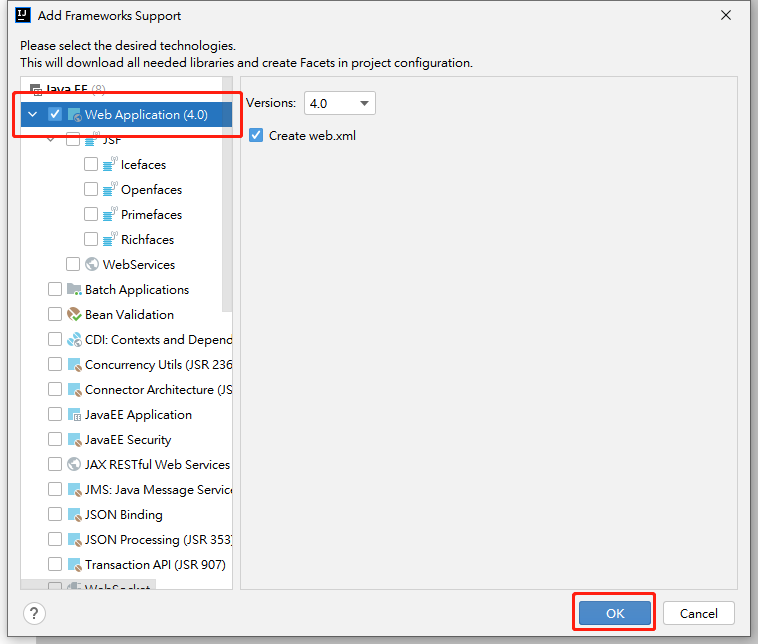 Add Frameworks Support
Please select the desired technologies.
This will download all needed libraries and create Facets in project configuration.
Java EE (8)
Web Application (4.0)
JSF
Icefaces
Openfaces
Primefaces
Richfaces
WebServices
Batch Applications
Bean Validation
CDI: Contexts and Depend
Concurrency Utils (JSR 236
Connector Architecture (JS
JavaEE Application
JavaEE Security
JAX RESTful Web Services
JMS: Java Message Servic
JSON Binding
JSON Processing (JSR 353)
Transaction API (JSR 907)
WebSocket
Versions: 4.0
Create web.xml
?
OK
Cancel